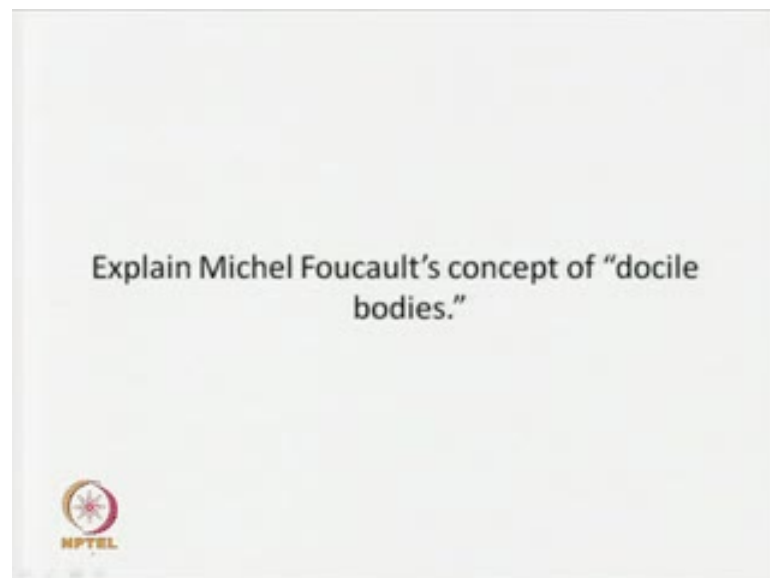 Explain Michel Foucault’s concept of “docile
bodies.”
NPTEL